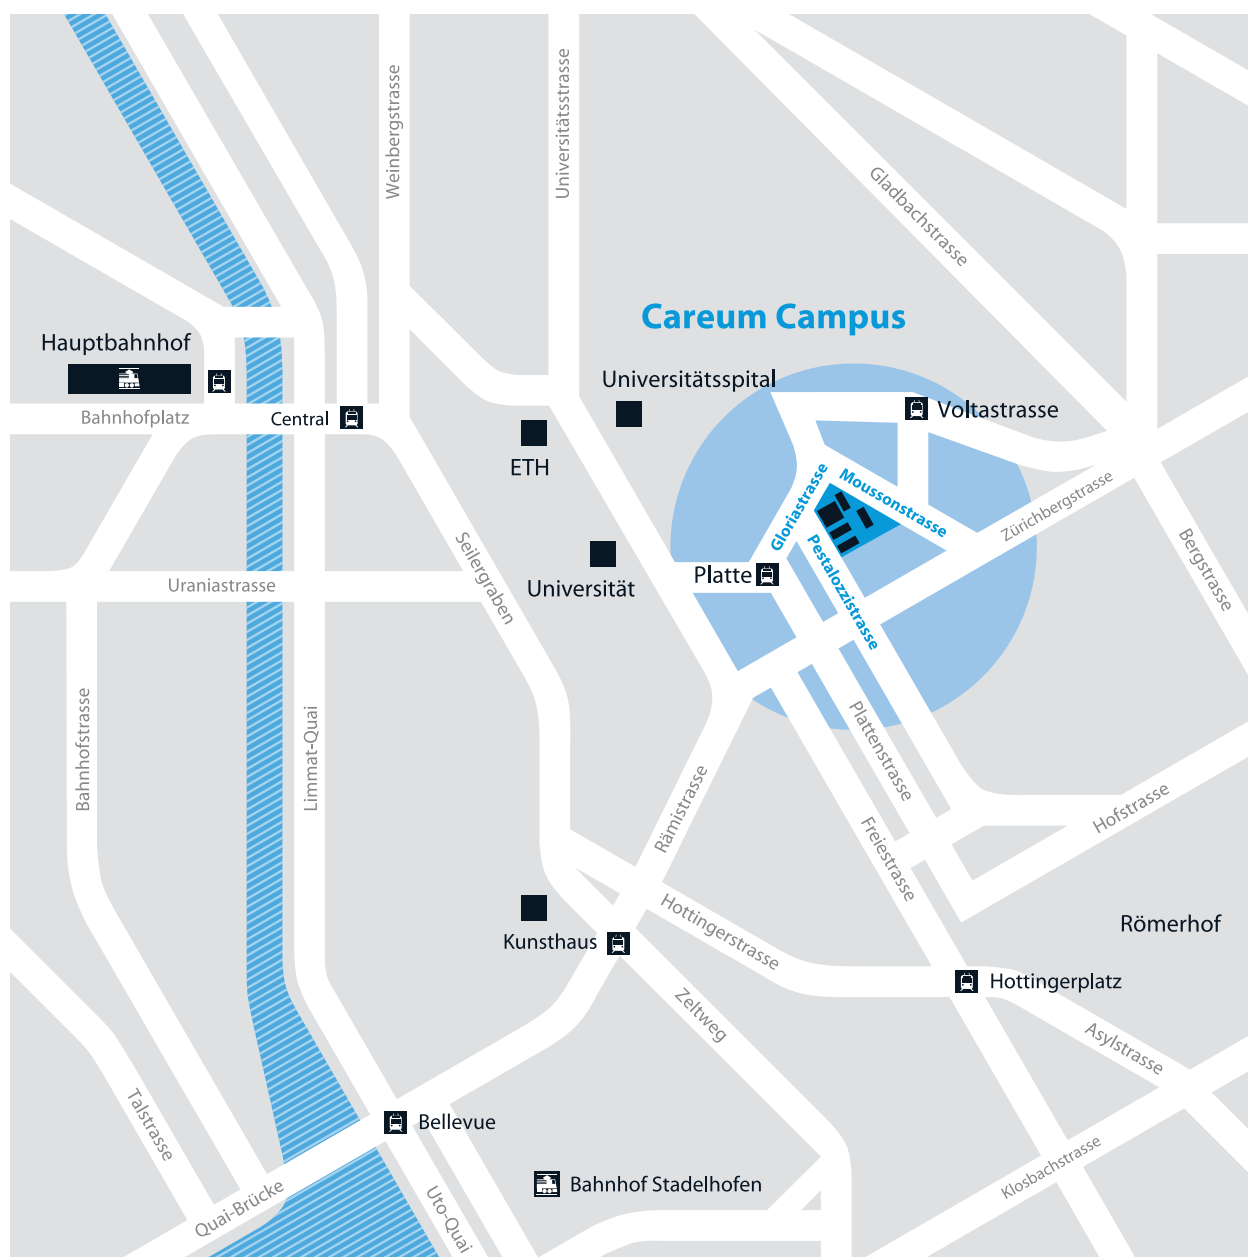 Weinbergstrasse
Universitätsstrasse
Gladbachstrasse
Careum Campus
Hauptbahnhof
Universitätsspital
Voltastrasse
Bahnhofplatz
Central
ETH
Gloriastrasse
Moussonstrasse
Zürichbergstrasse
Seilergraben
Pestalozzistrasse
Bergstrasse
Uraniastrasse
Universität
Platte
Bahnhofstrasse
Limmat-Quai
Rämistrasse
Plattenstrasse
Freiestrasse
Hofstrasse
Kunsthaus
Hottingerstrasse
Römerhof
Hottingerplatz
Zeltweg
Asylstrasse
Talstrasse
Bellevue
Klosbachstrasse
Quai-Brücke
Uto-Quai
Bahnhof Stadelhofen